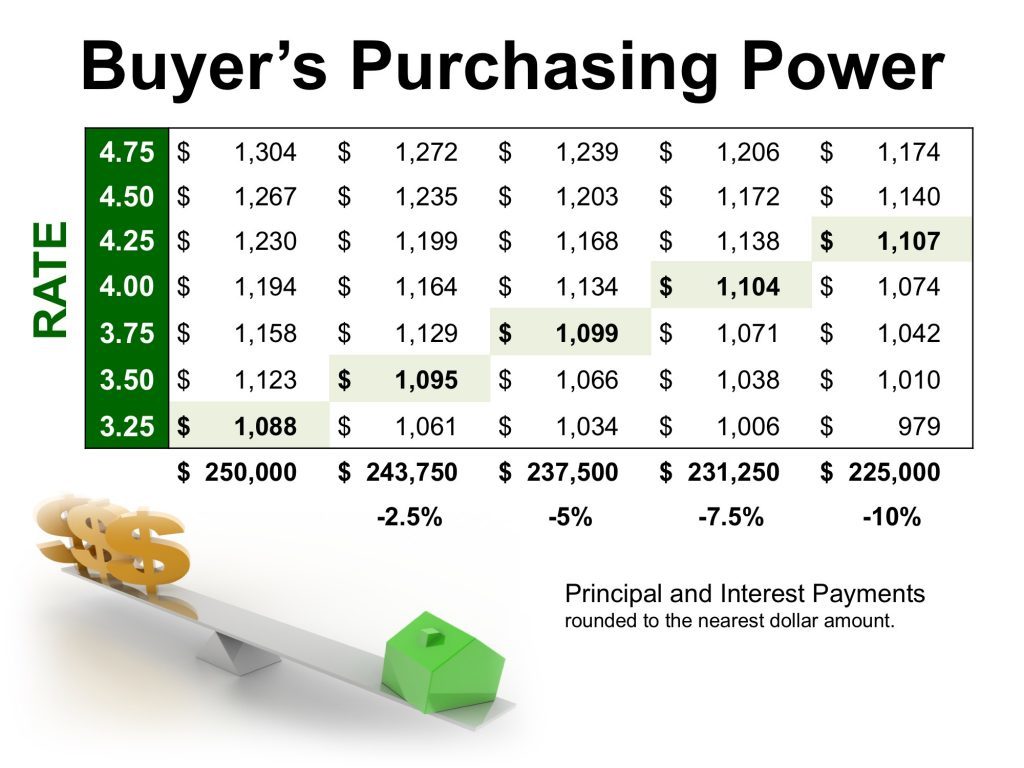 Buyer's Purchasing Power
RATE
4.75 $ 1,304 $ 1,272 $ 1,239 $ 1,206 $ 1,174
4.50 $ 1,267 $ 1,235 $ 1,203 $ 1,172 $ 1,140
4.25 $ 1,230 $ 1,199 $ 1,168 $ 1,138 $ 1,107
4.00 $ 1,194 $ 1,164 $ 1,134 $ 1,104 $ 1,074
3.75 $ 1,158 $ 1,129 $ 1,099 $ 1,071 $ 1,042
3.50 $ 1,123 $ 1,095 $ 1,066 $ 1,038 $ 1,010
3.25 $ 1,088 $ 1,061 $ 1,034 $ 1,006 $ 979
$ 250,000 $ 243,750 $ 237,500 $ 231,250 $ 225,000
-2.5% -5% -7.5% -10%
$ $ $
Principal and Interest Payments
rounded to the nearest dollar amount.